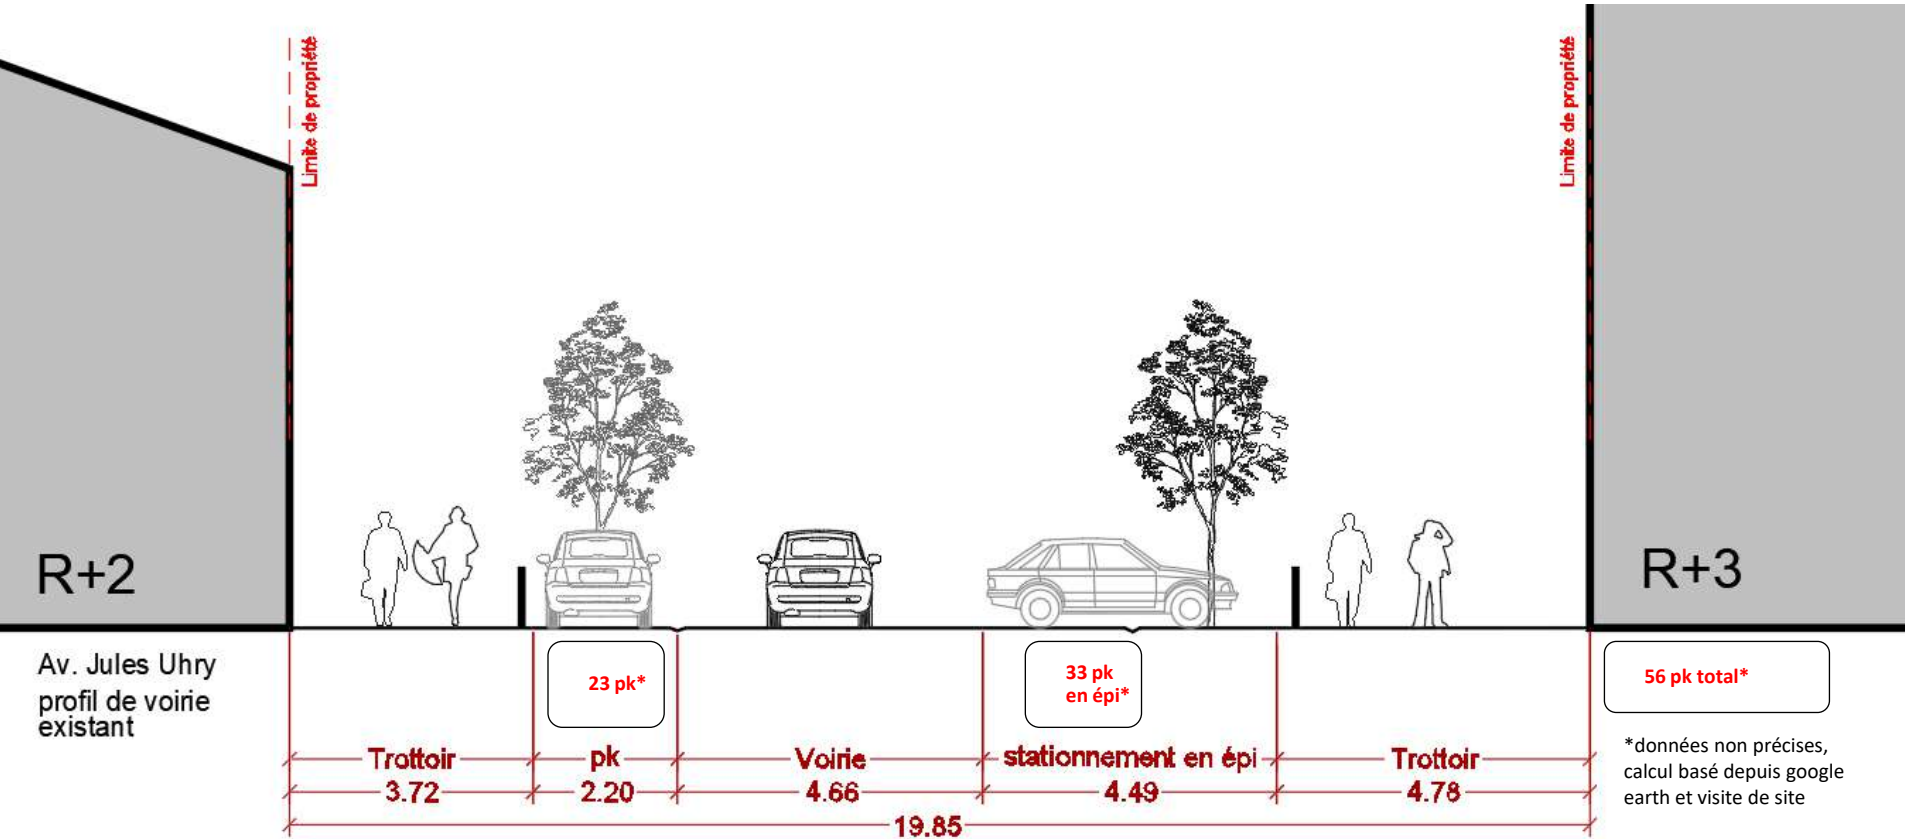 Limite de propriété
Limite de propriété
R+2
R+3
Av. Jules Uhry
profil de voirie
existant
23 pk*
33 pk
en épi*
56 pk total*
*données non précises,
calcul basé depuis google
earth et visite de site
Trottoir pk Voirie stationnement en épi Trottoir
3.72 2.20 4.66 4.49 4.78
19.85